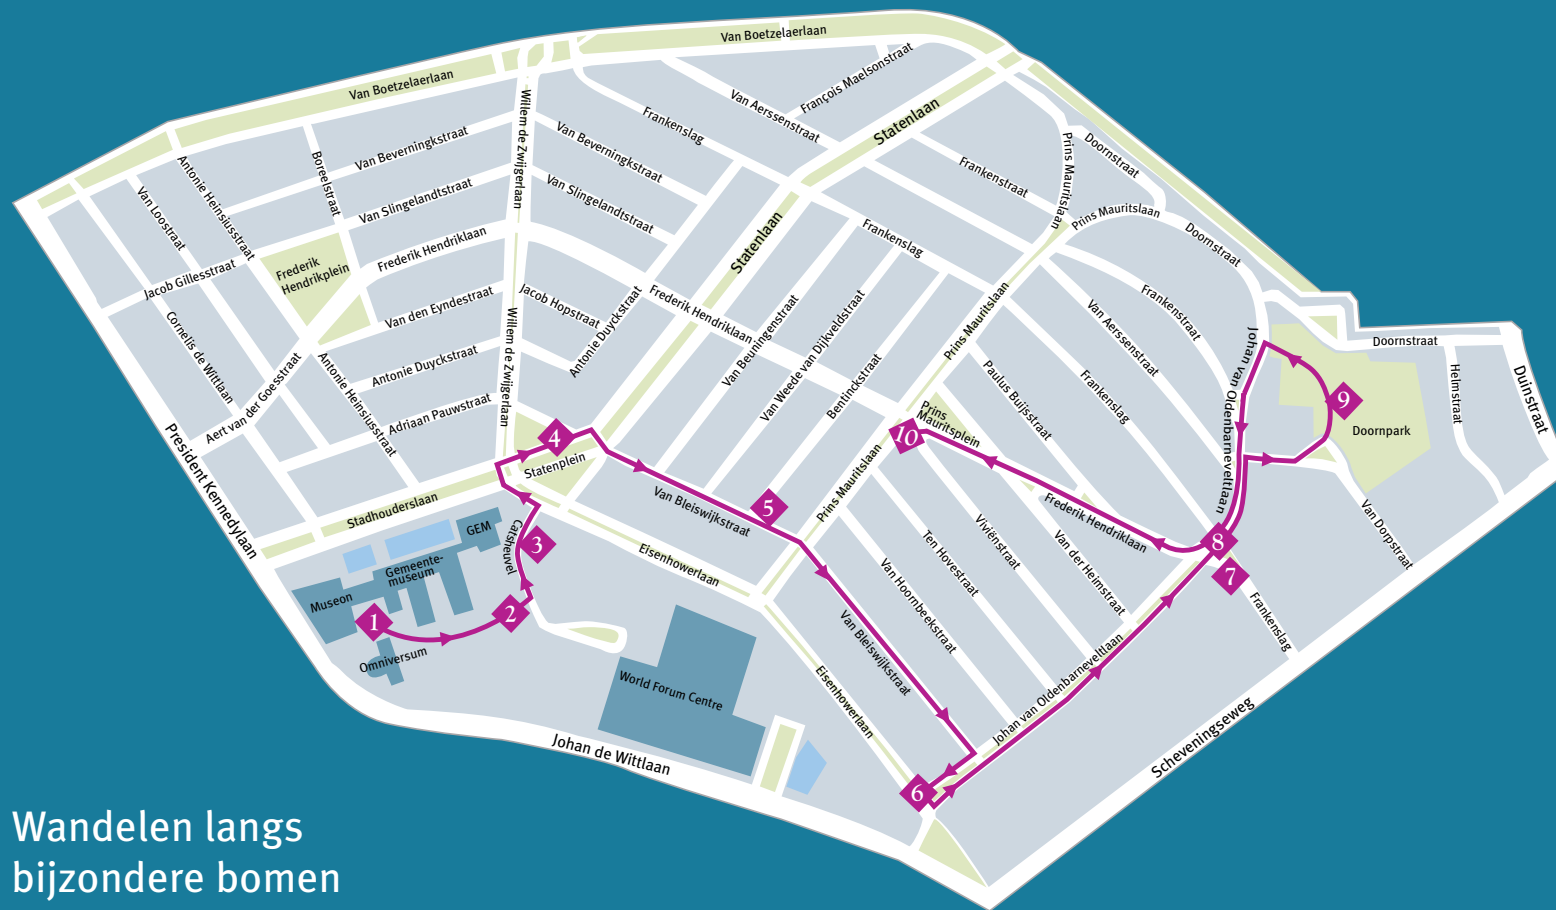 Van Boetzelaerlaan
Van Boetzelaerlaan
François Maelsonstraat
Van Aerssenstraat
Statenlaan
Frankenslag
Willem de Zwijgerlaan
Van Beverningkstraat
Van Beverningkstraat
Antonie Heinsiusstraat
Boreelstraat
Van Loostraat
Van Slingelandtstraat
Van Slingelandtstraat
Frankenstraat
Prins Mauritslaan
Doornstraat
Prins Mauritslaan
Doornstraat
Statenlaan
Frankenslag
Frederik Hendriklaan
Frederik
Hendrikplein
Jacob Gillesstraat
Van den Eyndestraat
Jacob Hopstraat
Antonie Duyckstraat
Frederik Hendriklaan
Van Beuningenstraat
Van Weede van Dijkveldstraat
Bentinckstraat
Prins Mauritslaan
Frankenstraat
Van Aerssenstraat
Frankenslag
Paulus Buijsstraat
Johan van Oldenbarneveltlaan
Doornstraat
Helmstraat
Duinstraat
Cornelis de Wittlaan
Aert van der Goesstraat
Antonie Heinsiusstraat
Antonie Duyckstraat
Adriaan Pauwstraat
Willem de Zwijgerlaan
President Kennedylaan
9
Doornpark
Prins
Mauritsplein
10
4
Statenplein
Stadhouderslaan
Van Bleiswijkstraat
5
Prins Mauritslaan
Frederik Hendriklaan
Van Dorpstraat
GEM
Catsheuvel
3
Gemeente-
museum
Museon
1
2
Omniversum
Eisenhowerlaan
Van Hoornbeekstraat
Ten Hovestraat
Viviënstraat
Van der Heimstraat
8
7
Frankenslag
Van Bleiswijkstraat
World Forum Centre
Eisenhowerlaan
Johan van Oldenbarneveltlaan
Scheveningseweg
Johan de Wittlaan
6
Wandelen langs
bijzondere bomen